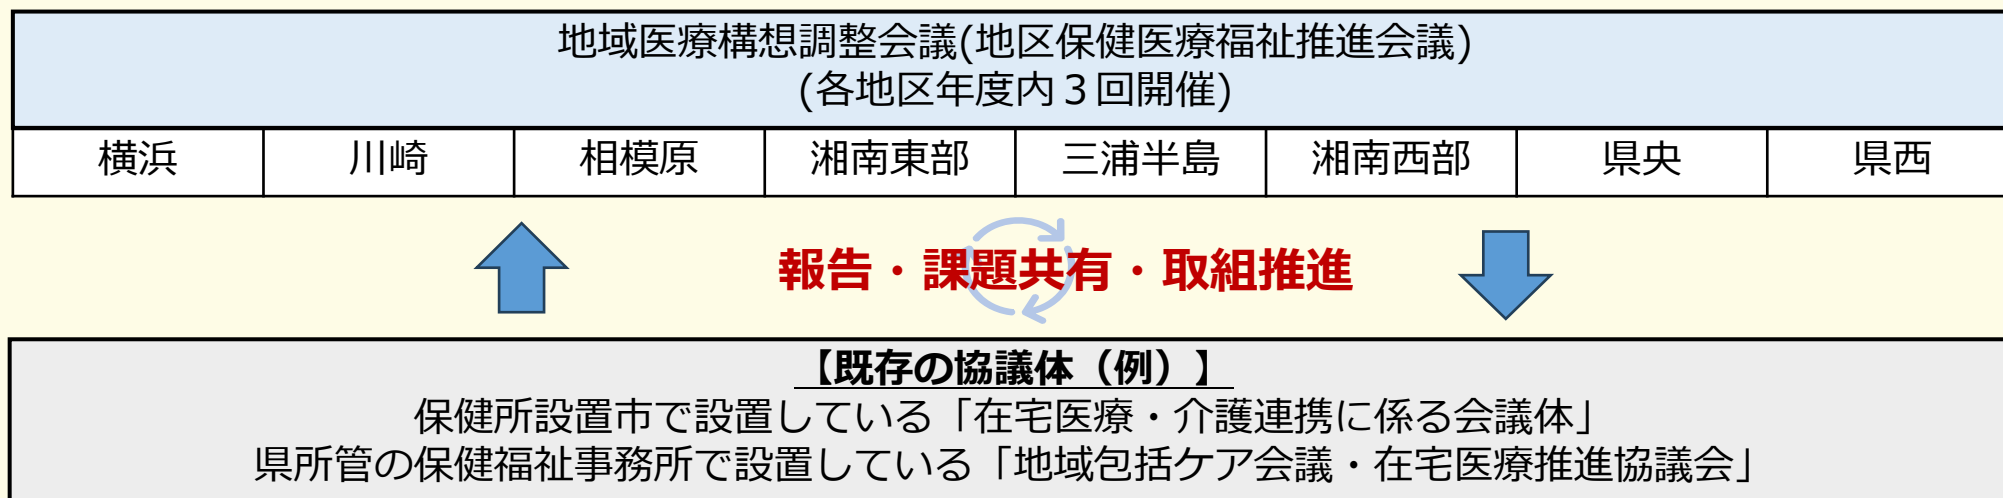 地域医療構想調整会議(地区保健医療福祉推進会議)
(各地区年度内３回開催)
横浜 川崎 相模原 湘南東部 三浦半島 湘南西部 県央 県西
報告・課題共有・取組推進
【既存の協議体（例）】
保健所設置市で設置している「在宅医療・介護連携に係る会議体」
県所管の保健福祉事務所で設置している「地域包括ケア会議・在宅医療推進協議会」